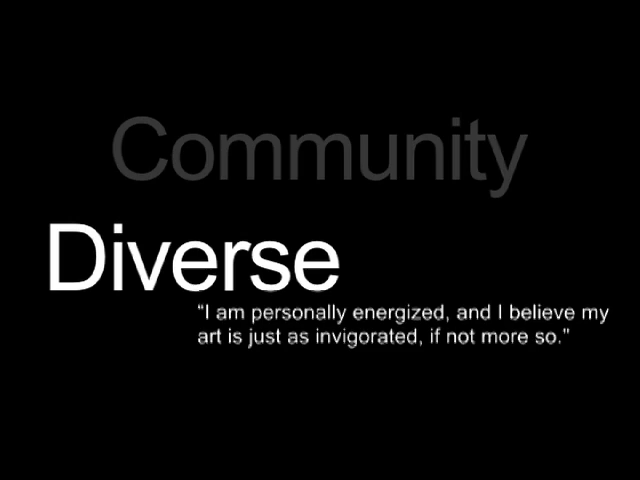 Community
Diverse
“I am personally energized, and I believe my
art is just as invigorated, if not more so.”